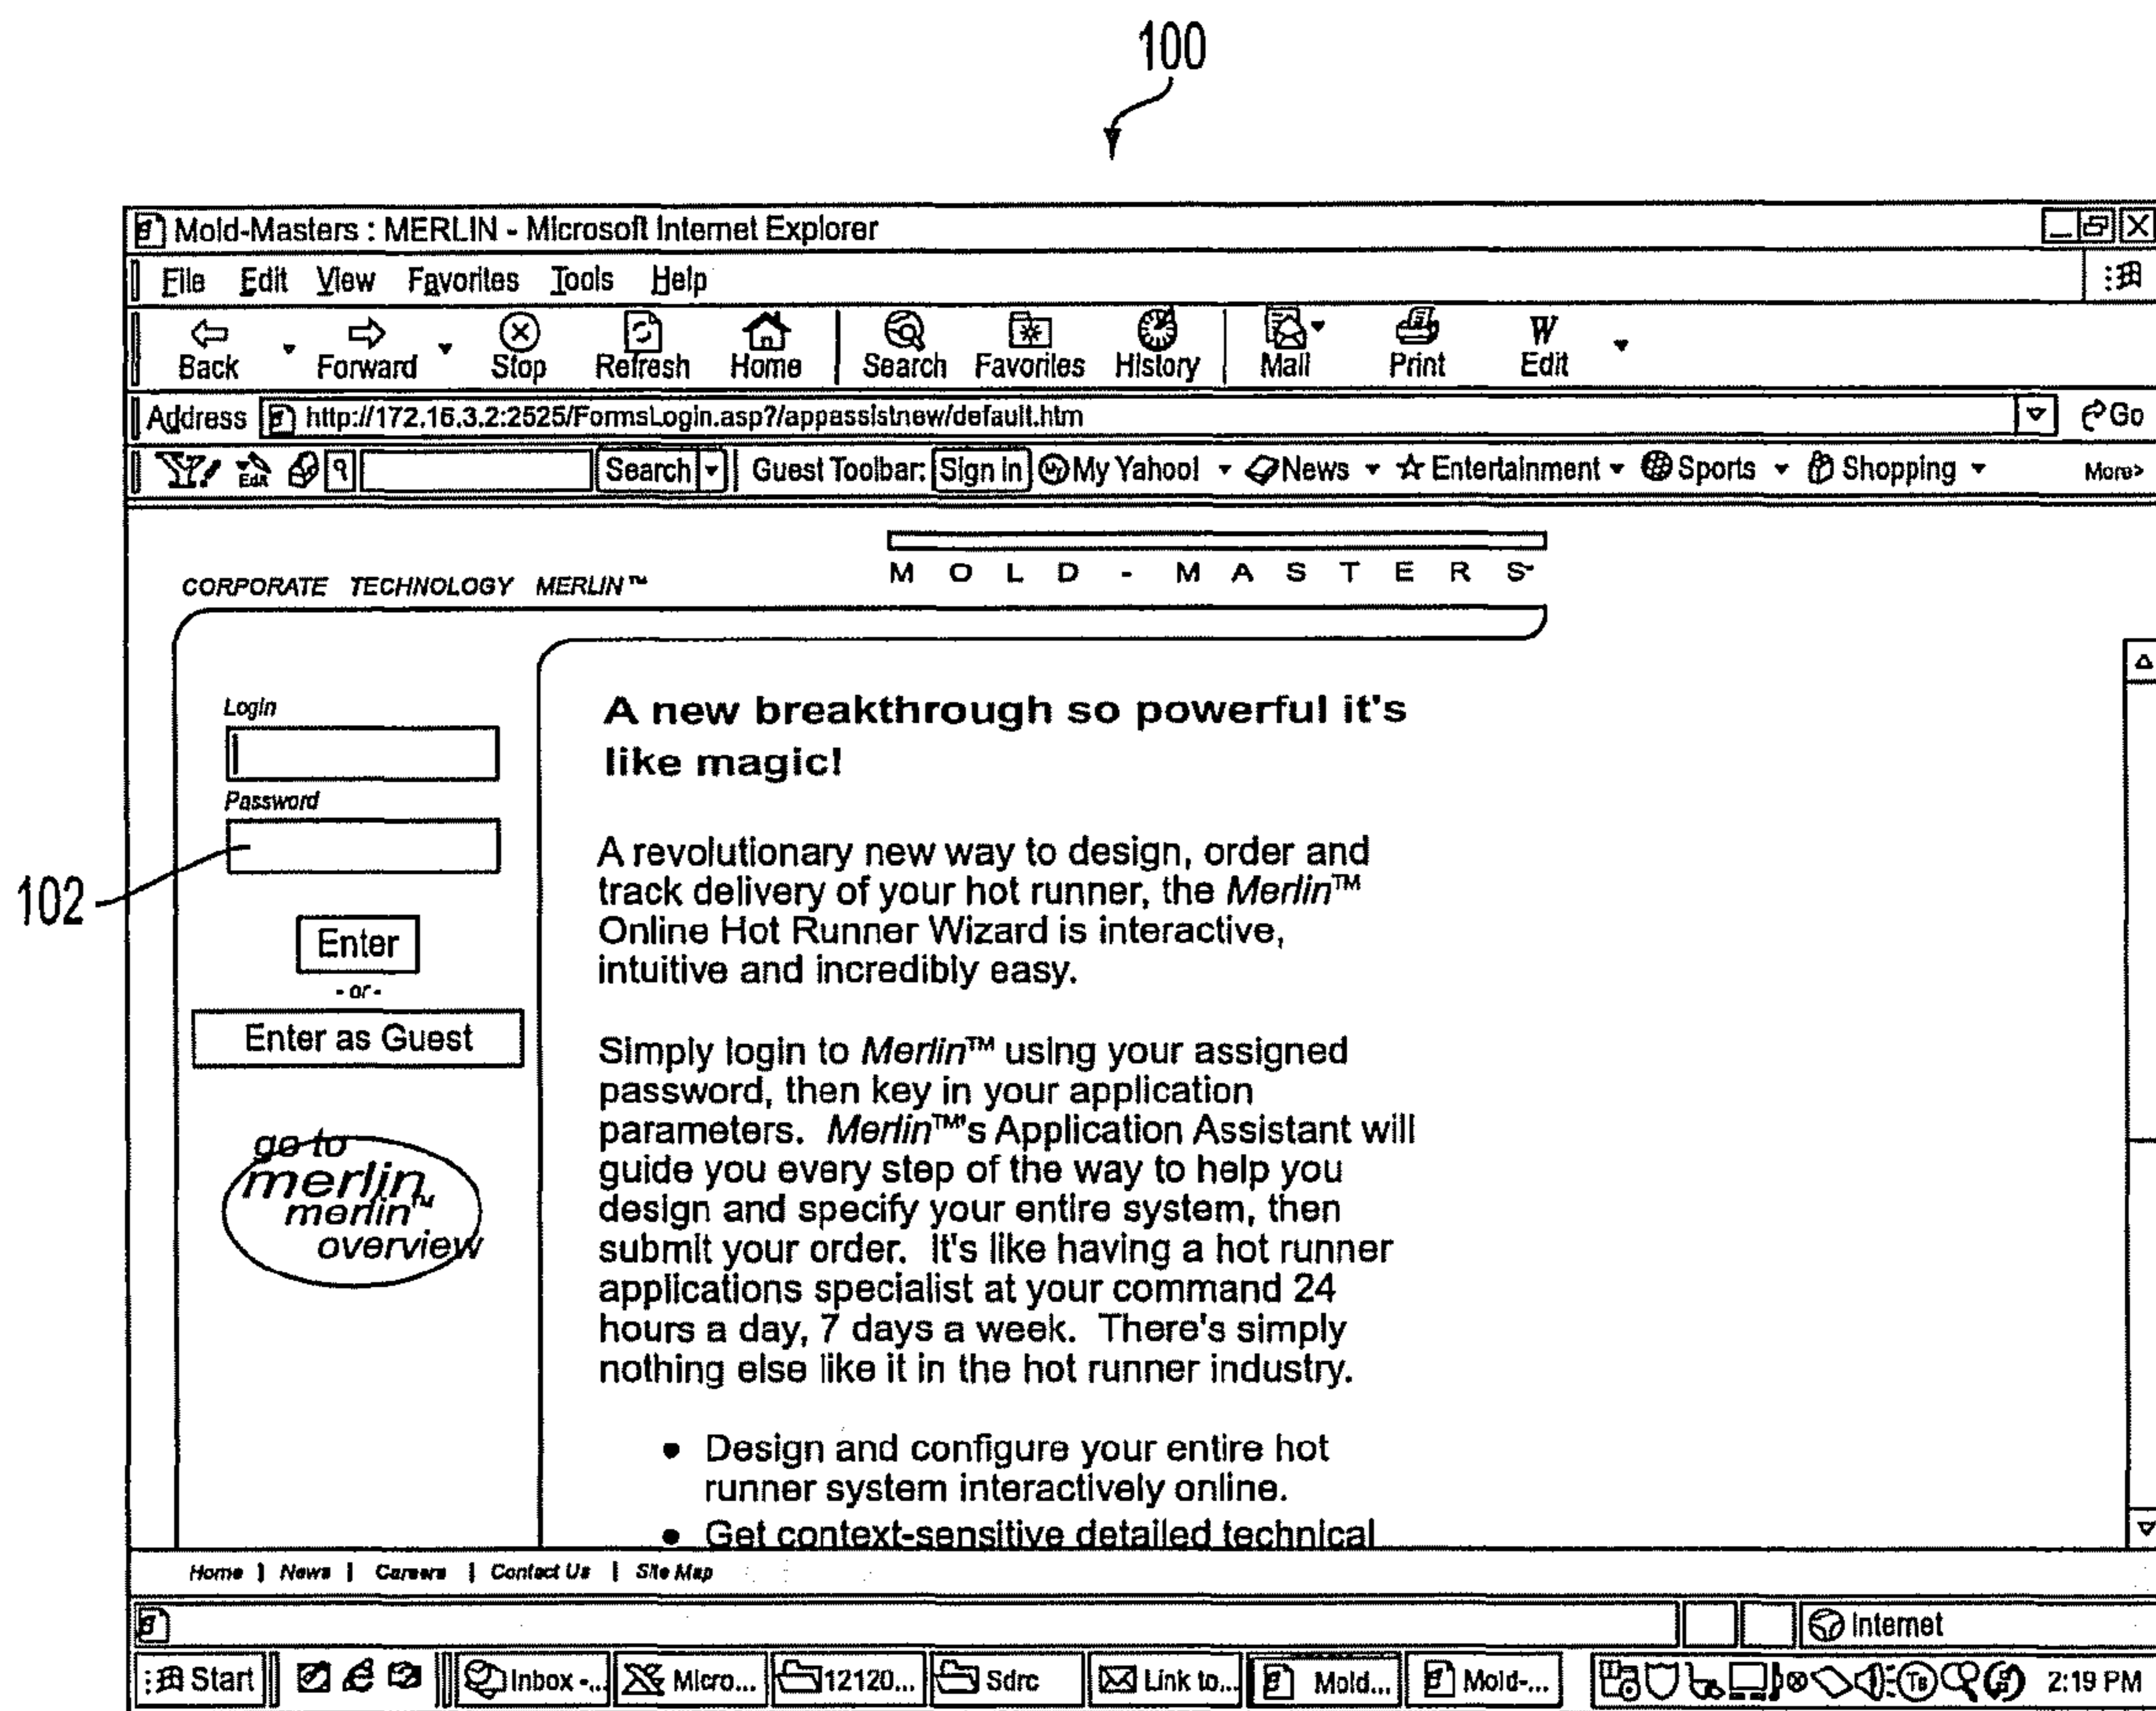 100
Mold-Masters : MERLIN - Microsoft Internet Explorer
File Edit View Favorites Tools Help
Back Forward Stop Refresh Home Search Favorites History Mail Print Edit
Address http://172.16.3.2:2525/FormsLogin.asp?/appassistnew/default.htm Go
Y! Edit Search Guest Toolbar: Sign in My Yahoo! News Entertainment Sports Shopping More>
MOLD-MASTERS
CORPORATE TECHNOLOGY MERLIN™
Login
Password
102
Enter
- or -
Enter as Guest
go to
merlin
merlin™
overview
A new breakthrough so powerful it's
like magic!
A revolutionary new way to design, order and
track delivery of your hot runner, the Merlin™
Online Hot Runner Wizard is interactive,
intuitive and incredibly easy.
Simply login to Merlin™ using your assigned
password, then key in your application
parameters. Merlin™'s Application Assistant will
guide you every step of the way to help you
design and specify your entire system, then
submit your order. It's like having a hot runner
applications specialist at your command 24
hours a day, 7 days a week. There's simply
nothing else like it in the hot runner industry.
• Design and configure your entire hot
runner system interactively online.
• Get context-sensitive detailed technical
Home | News | Careers | Contact Us | Site Map
Internet
Start Inbox -... Micro... 12120... Sdrc Link to... Mold... Mold-... 2:19 PM